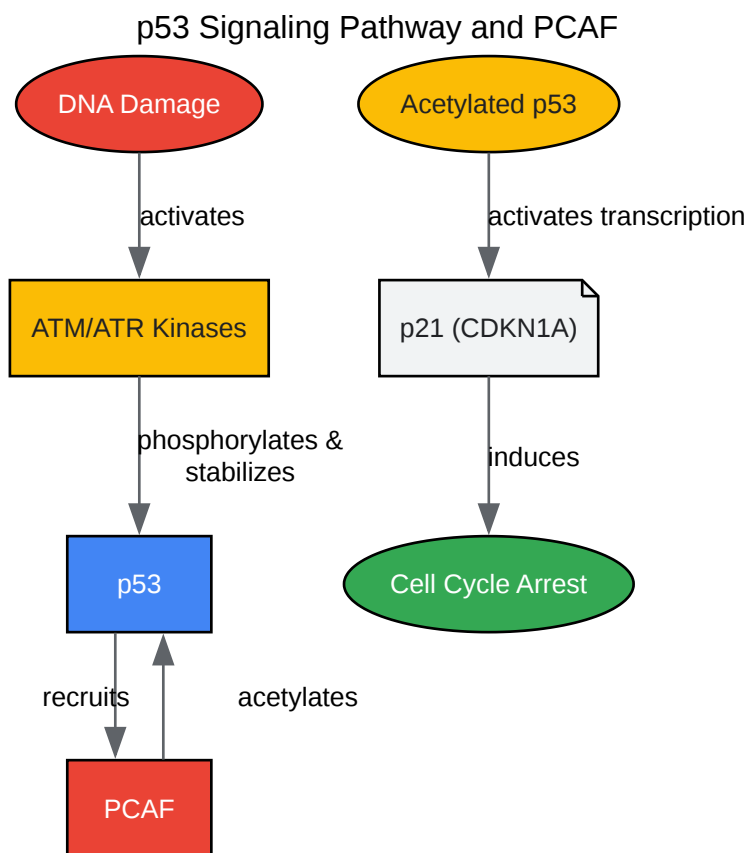 p53 Signaling Pathway and PCAF
DNA Damage
Acetylated p53
activates
activates transcription
ATM/ATR Kinases
p21 (CDKN1A)
phosphorylates &
stabilizes
induces
p53
Cell Cycle Arrest
recruits
acetylates
PCAF